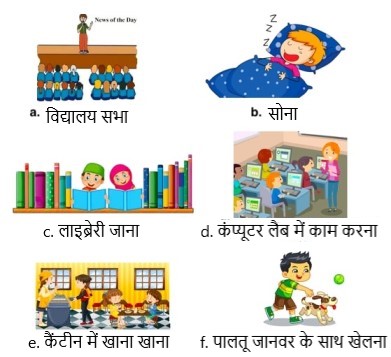 News of the Day
Z
Z
Z
Z
a. विद्यालय सभा
b. सोना
c. लाइब्रेरी जाना
d. कंप्यूटर लैब में काम करना
e. कैंटीन में खाना खाना
f. पालतू जानवर के साथ खेलना